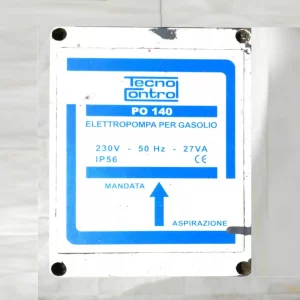 Tecno
Control
PO 140
ELETTROPOMPA PER GASOLIO
230V - 50 Hz - 27VA
IP56 CE
MANDATA
ASPIRAZIONE